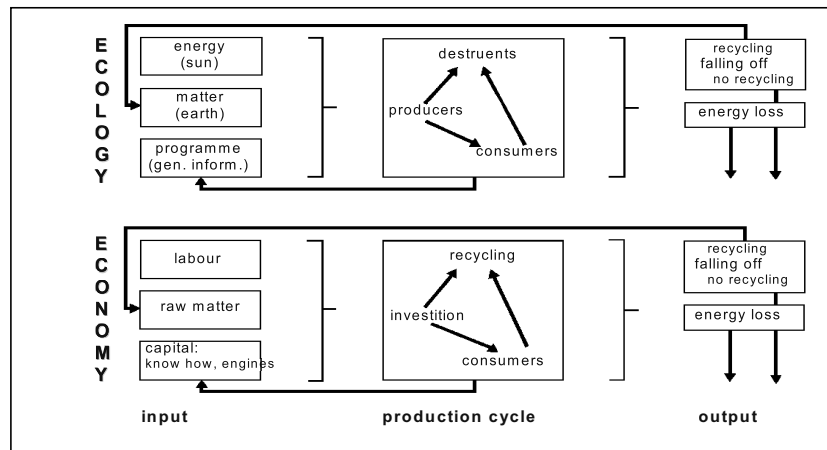 ECOLOGY
energy
(sun)
matter
(earth)
programme
(gen. inform.)
destruents
producers
consumers
recycling
falling off
no recycling
energy loss
ECONOMY
labour
raw matter
capital:
know how, engines
recycling
investition
consumers
recycling
falling off
no recycling
energy loss
input production cycle output